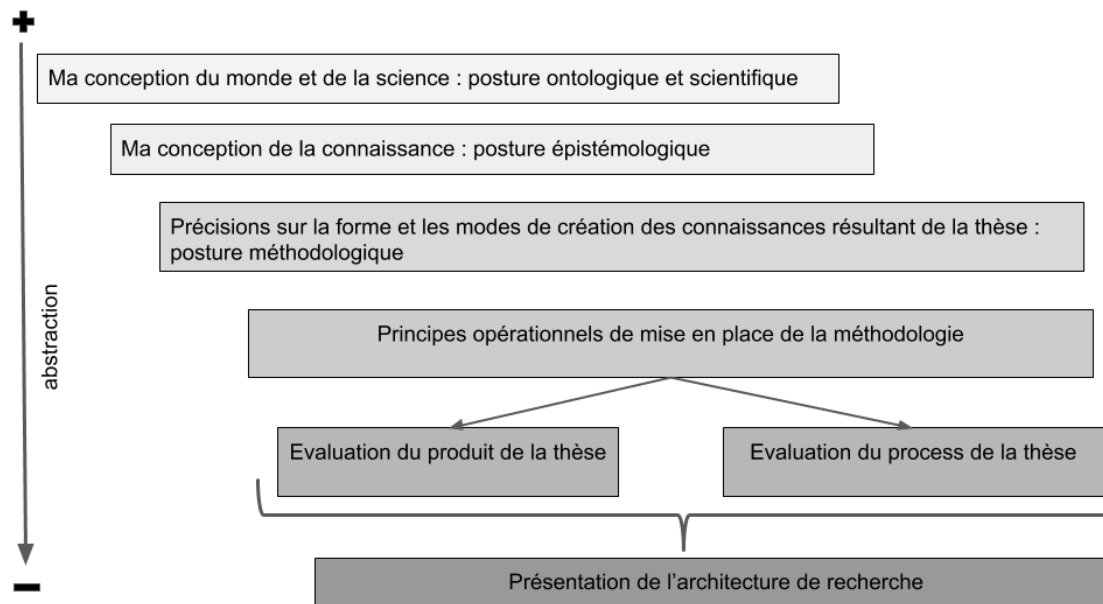 Ma conception du monde et de la science : posture ontologique et scientifique
Ma conception de la connaissance : posture épistémologique
Précisions sur la forme et les modes de création des connaissances résultant de la thèse :
posture méthodologique
abstraction
Principes opérationnels de mise en place de la méthodologie
Evaluation du produit de la thèse
Evaluation du process de la thèse
Présentation de l’architecture de recherche